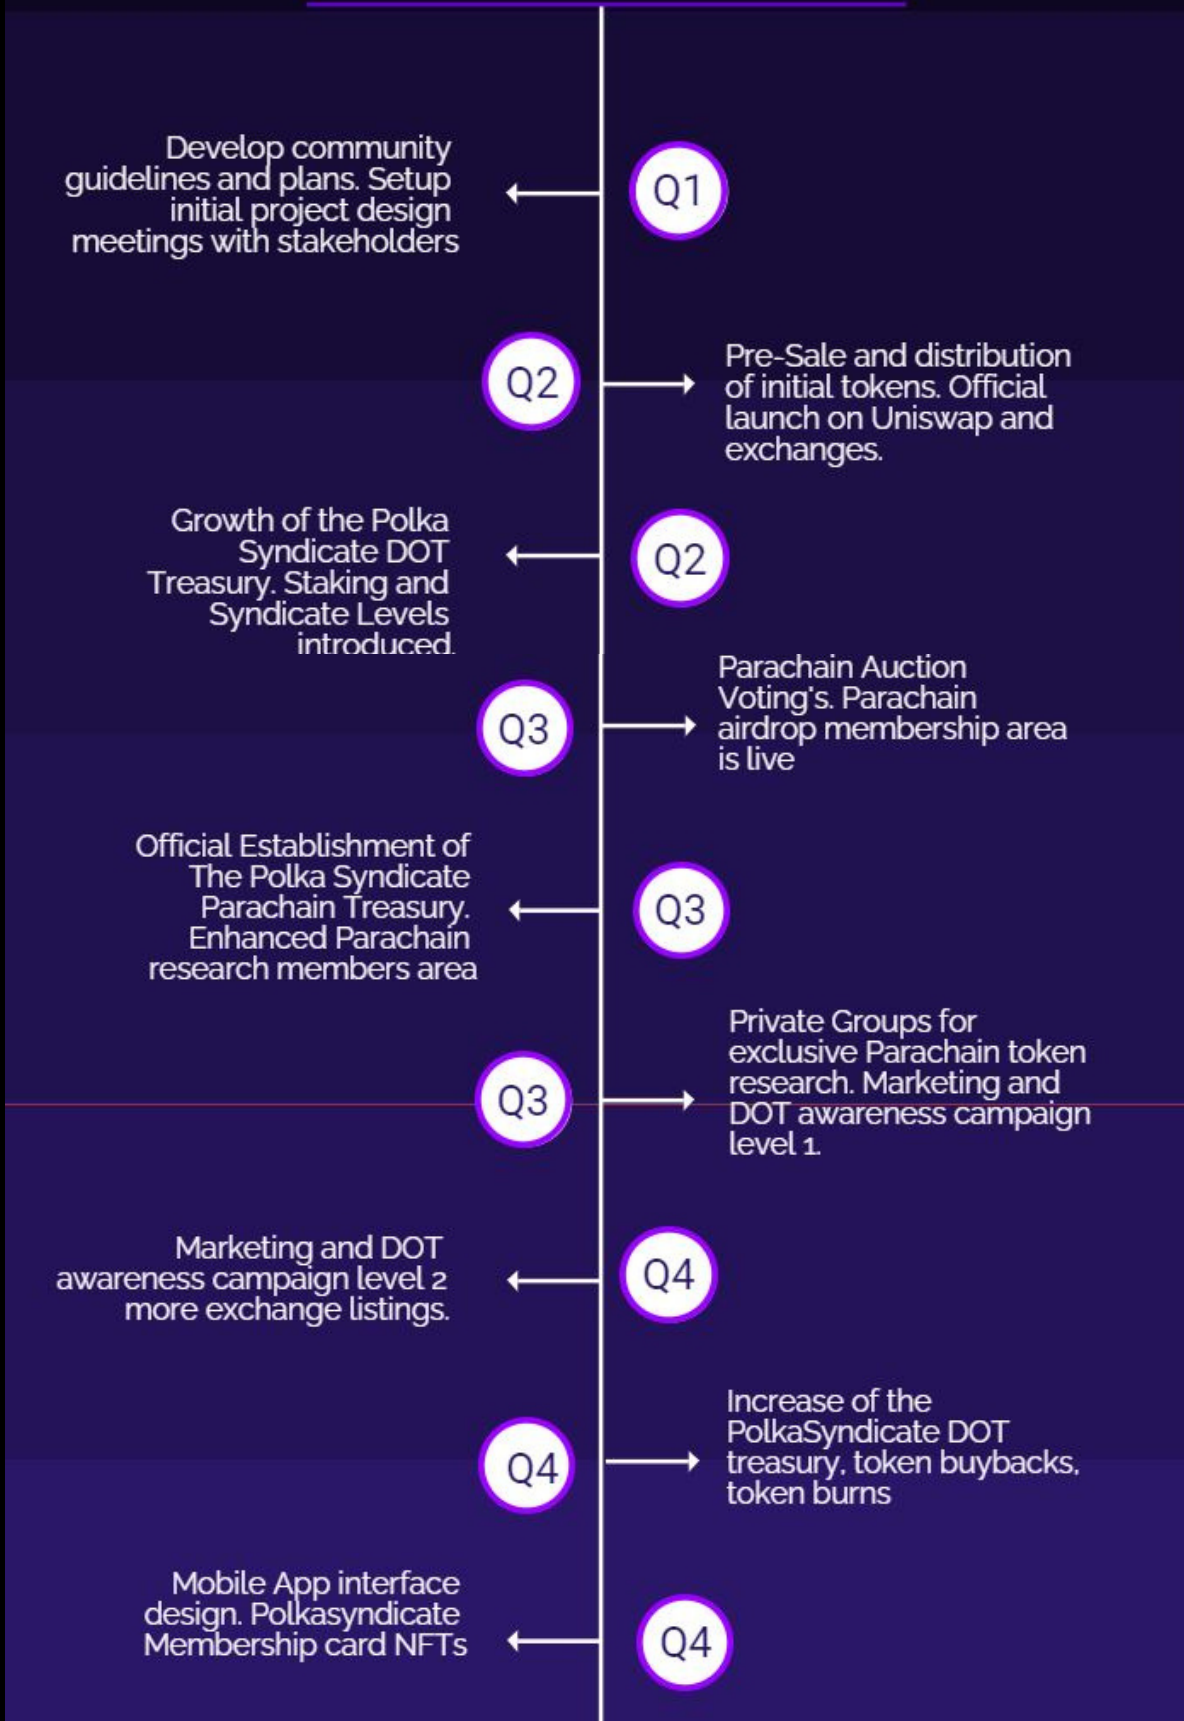 Develop community
guidelines and plans. Setup
initial project design
meetings with stakeholders
Q1
Q2
Pre-Sale and distribution
of initial tokens. Official
launch on Uniswap and
exchanges.
Growth of the Polka
Syndicate DOT
Treasury. Staking and
Syndicate Levels
introduced.
Q2
Q3
Parachain Auction
Voting's. Parachain
airdrop membership area
is live
Official Establishment of
The Polka Syndicate
Parachain Treasury.
Enhanced Parachain
research members area
Q3
Q3
Private Groups for
exclusive Parachain token
research. Marketing and
DOT awareness campaign
level 1.
Marketing and DOT
awareness campaign level 2
more exchange listings.
Q4
Q4
Increase of the
PolkaSyndicate DOT
treasury, token buybacks,
token burns
Mobile App interface
design. Polkasyndicate
Membership card NFTs
Q4